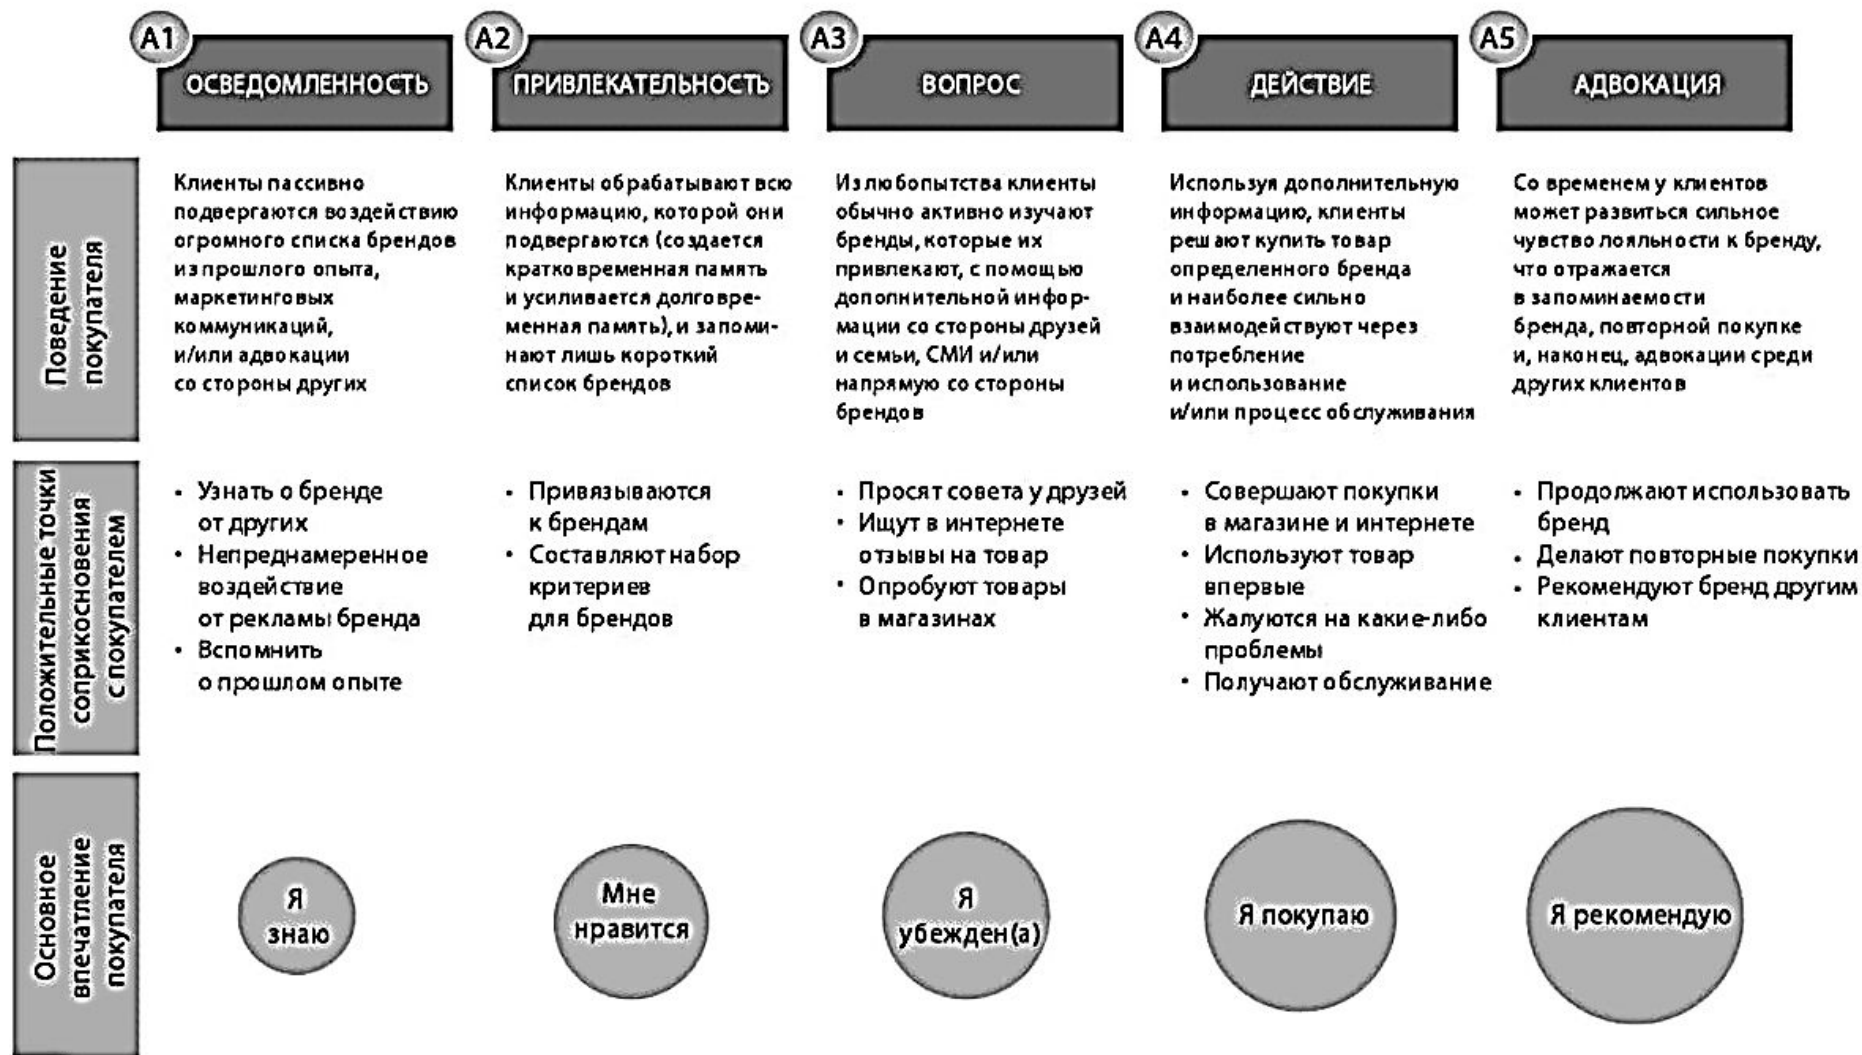 A1
ОСВЕДОМЛЕННОСТЬ
A2
ПРИВЛЕКАТЕЛЬНОСТЬ
A3
ВОПРОС
A4
ДЕЙСТВИЕ
A5
АДВОКАЦИЯ
Поведение
покупателя
Клиенты пассивно
подвергаются воздействию
огромного списка брендов
из прошлого опыта,
маркетинговых
коммуникаций,
и/или адвокации
со стороны других
Клиенты обрабатывают всю
информацию, которой они
подвергаются (создается
кратковременная память
и усиливается долговре-
менная память), и запоми-
нают лишь короткий
список брендов
Из любопытства клиенты
обычно активно изучают
бренды, которые их
привлекают, с помощью
дополнительной инфор-
мации со стороны друзей
и семьи, СМИ и/или
напрямую со стороны
брендов
Используя дополнительную
информацию, клиенты
решают купить товар
определенного бренда
и наиболее сильно
взаимодействуют через
потребление
и использование
и/или процесс обслуживания
Со временем у клиентов
может развиться сильное
чувство лояльности к бренду,
что отражается
в запоминаемости
бренда, повторной покупке
и, наконец, адвокации среди
других клиентов
Положительные точки
соприкосновения
с покупателем
• Узнать о бренде
от других
• Непреднамеренное
воздействие
от рекламы бренда
• Вспомнить
о прошлом опыте
• Привязываются
к брендам
• Составляют набор
критериев
для брендов
• Просят совета у друзей
• Ищут в интернете
отзывы на товар
• Опробуют товары
в магазинах
• Совершают покупки
в магазине и интернете
• Используют товар
впервые
• Жалуются на какие-либо
проблемы
• Получают обслуживание
• Продолжают использовать
бренд
• Делают повторные покупки
• Рекомендуют бренд другим
клиентам
Основное
впечатление
покупателя
Я
знаю
Мне
нравится
Я
убежден(а)
Я покупаю
Я рекомендую